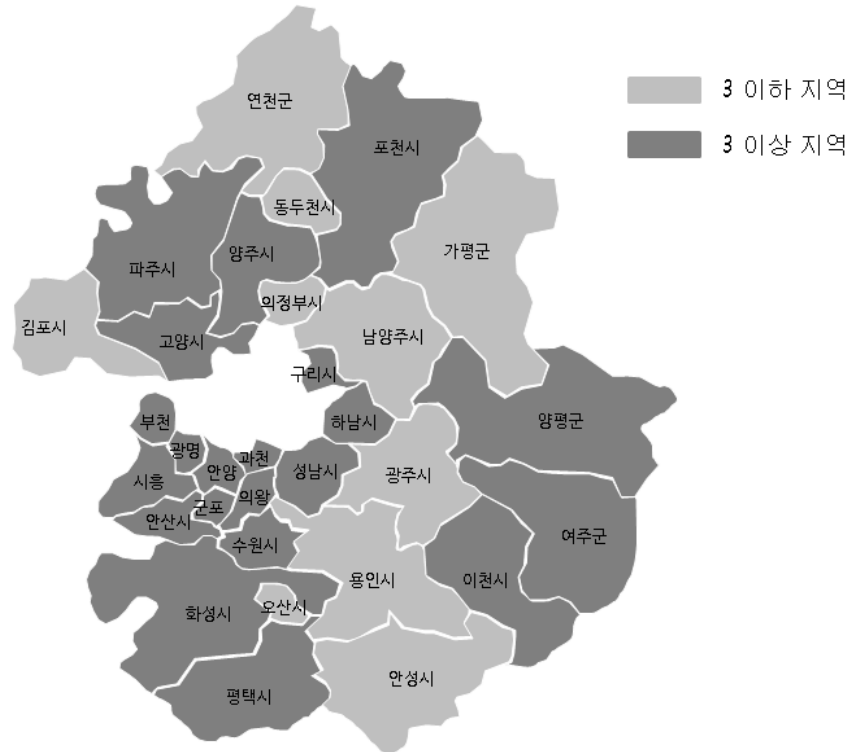 연천군
3 이하 지역
포천시
3 이상 지역
동두천시
가평군
양주시
파주시
의정부시
김포시
고양시
남양주시
구리시
부천
하남시
양평군
광명
과천
안양
성남시
광주시
시흥
의왕
군포
안산시
여주군
수원시
용인시
이천시
화성시
오산시
안성시
평택시